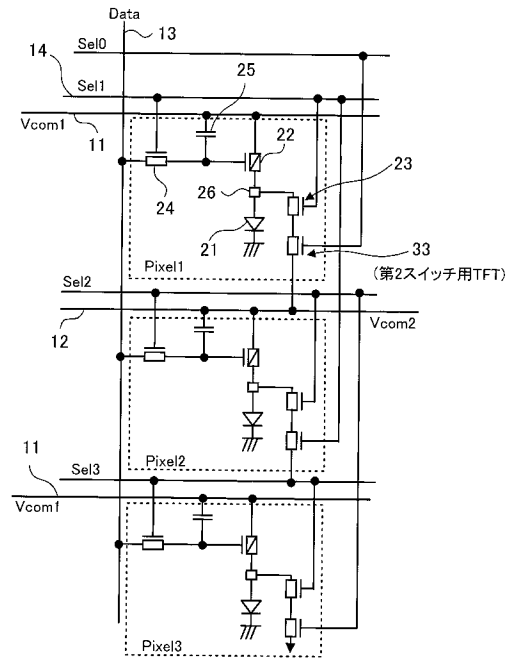 Data
13
Sel0
14
Sel1
25
Vcom1
11
22
24
26
23
21
33
Pixel1
(第2スイッチ用TFT)
Sel2
12
Vcom2
Pixel2
11
Sel3
Vcom1
Pixel3